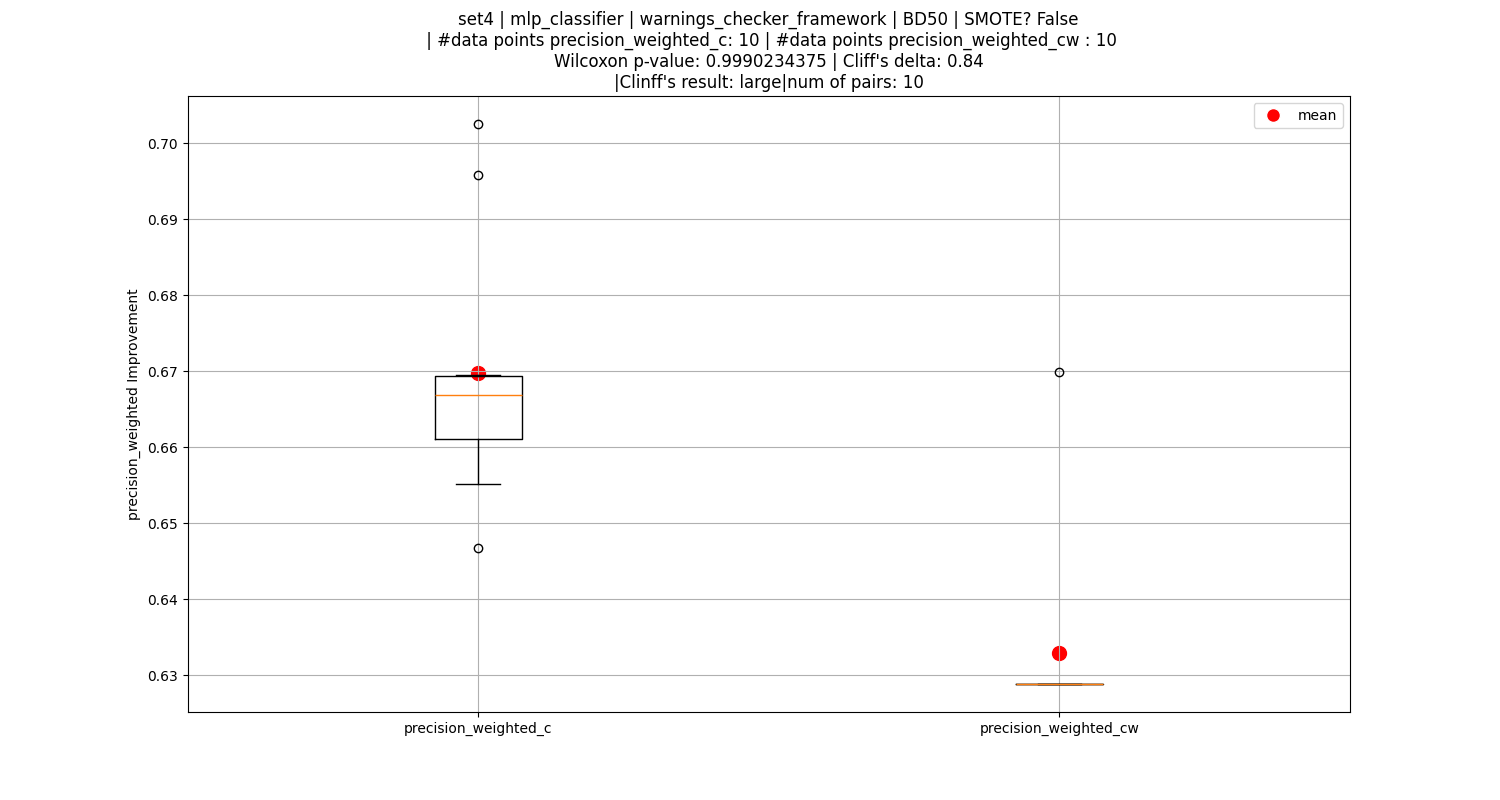 set4 | mlp_classifier | warnings_checker_framework | BD50 | SMOTE? False
| #data points precision_weighted_c: 10 | #data points precision_weighted_cw : 10
Wilcoxon p-value: 0.9990234375 | Cliff's delta: 0.84
|Clinff's result: large|num of pairs: 10
mean
0.70
0.69
0.68
0.67
0.66
0.65
0.64
0.63
precision_weighted Improvement
precision_weighted_c
precision_weighted_cw